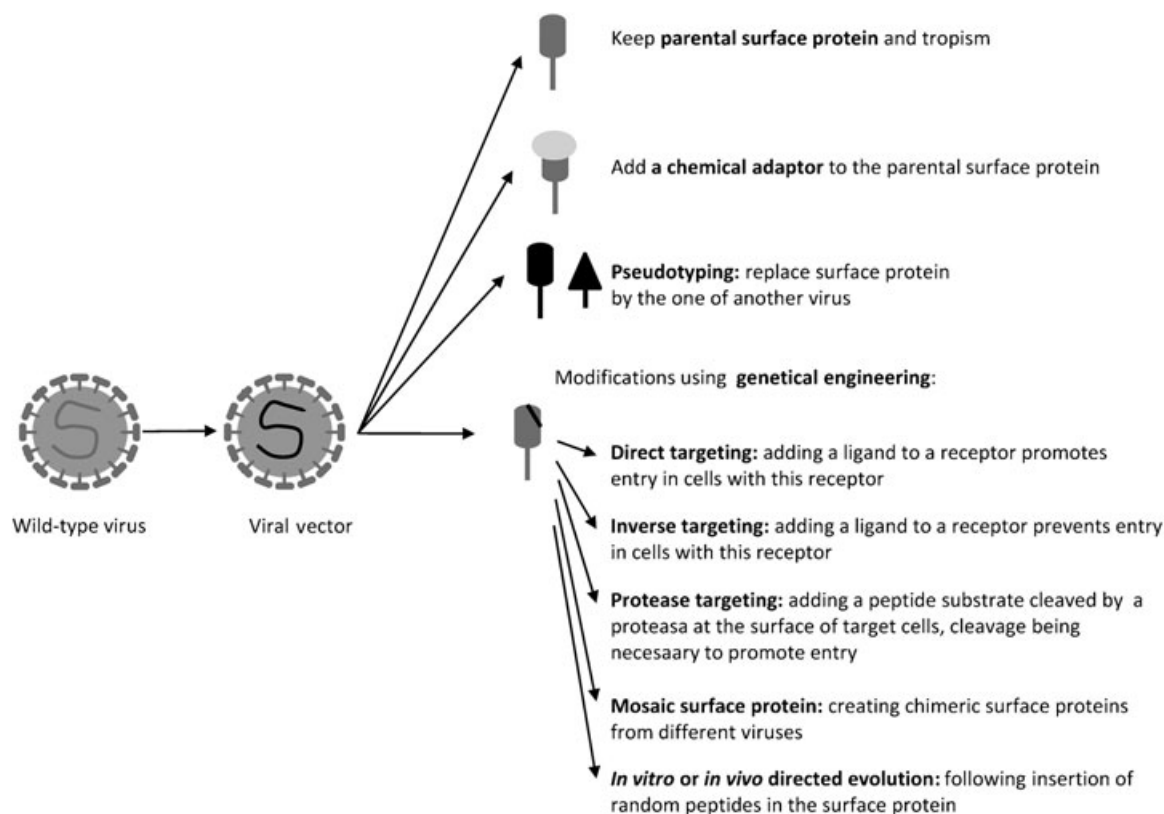 Keep parental surface protein and tropism
Add a chemical adaptor to the parental surface protein
Pseudotyping: replace surface protein
by the one of another virus
Modifications using genetical engineering:
Direct targeting: adding a ligand to a receptor promotes
entry in cells with this receptor
Wild-type virus
Viral vector
Inverse targeting: adding a ligand to a receptor prevents entry
in cells with this receptor
Protease targeting: adding a peptide substrate cleaved by a
proteasa at the surface of target cells, cleavage being
necesaary to promote entry
Mosaic surface protein: creating chimeric surface proteins
from different viruses
In vitro or in vivo directed evolution: following insertion of
random peptides in the surface protein